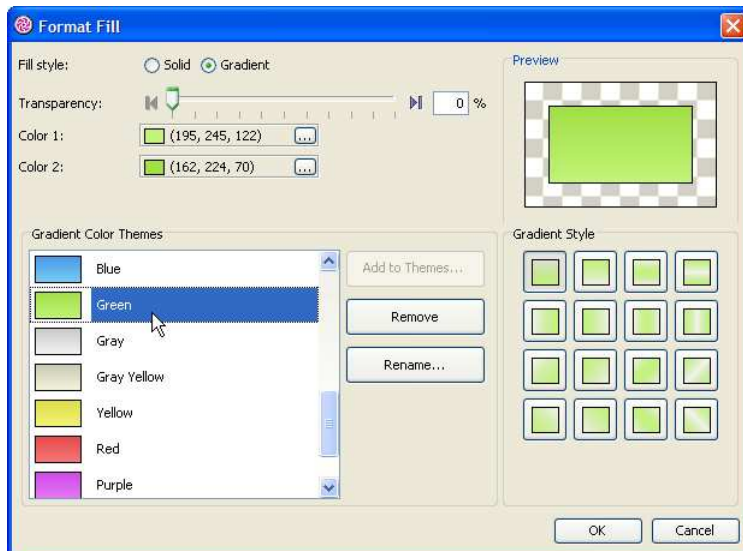 Format Fill
Fill style: Solid Gradient
Preview
Transparency: 0 %
Color 1: (195, 245, 122) ...
Color 2: (162, 224, 70) ...
Gradient Color Themes
Gradient Style
Blue
Add to Themes...
Green
Remove
Gray
Gray Yellow
Rename...
Yellow
Red
Purple
OK Cancel